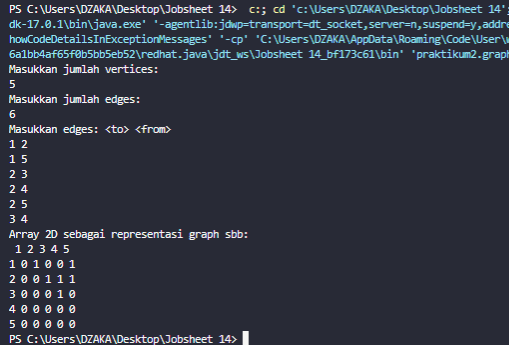 PS C:\Users\DZAKA\Desktop\Jobsheet 14>  c:; cd 'c:\Users\DZAKA\Desktop\Jobsheet 14';
dk-17.0.1\bin\java.exe' '-agentlib:jdwp=transport=dt_socket,server=n,suspend=y,addre
howCodeDetailsInExceptionMessages' '-cp' 'C:\Users\DZAKA\AppData\Roaming\Code\User\w
6a1bb4af65f0b5bb5eb52\redhat.java\jdt_ws\Jobsheet 14_bf173c61\bin' 'praktikum2.graph
Masukkan jumlah vertices:
5
Masukkan jumlah edges:
6
Masukkan edges: <to> <from>
1 2
1 5
2 3
2 4
2 5
3 4
Array 2D sebagai representasi graph sbb:
 1 2 3 4 5
1 0 1 0 0 1
2 0 0 1 1 1
3 0 0 0 1 0
4 0 0 0 0 0
5 0 0 0 0 0
PS C:\Users\DZAKA\Desktop\Jobsheet 14>